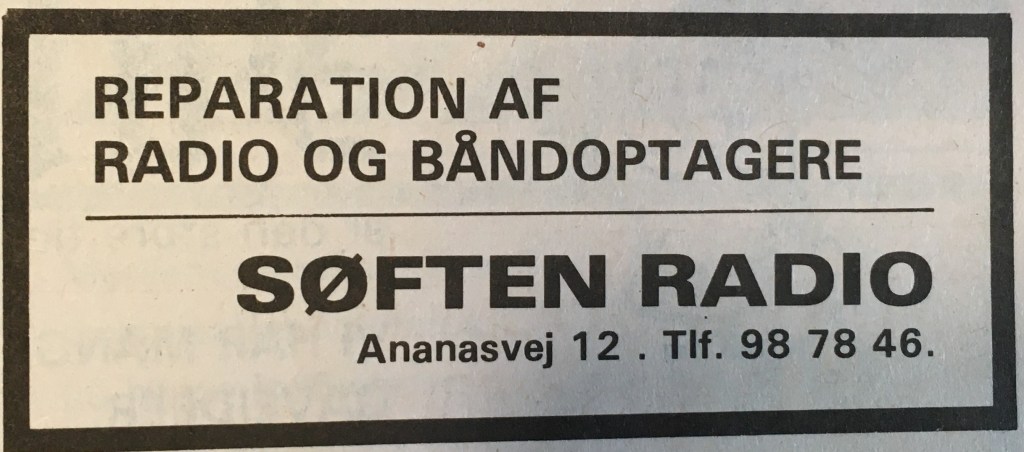 REPARATION AF
RADIO OG BÅNDOPTAGERE
SØFTEN RADIO
Ananasvej 12 . Tlf. 98 78 46.